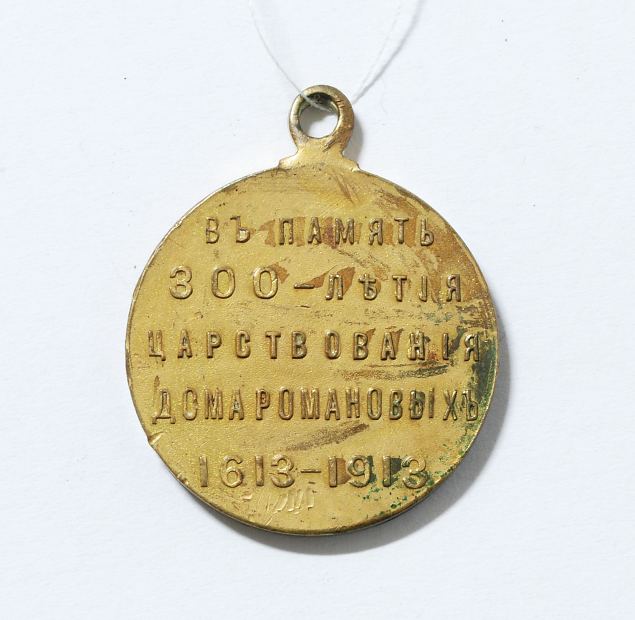 ВЪ ПАМЯТЬ
300-ЛѢТІЯ
ЦАРСТВОВАНІЯ
ДОМА РОМАНОВЫХЪ
1613-1913